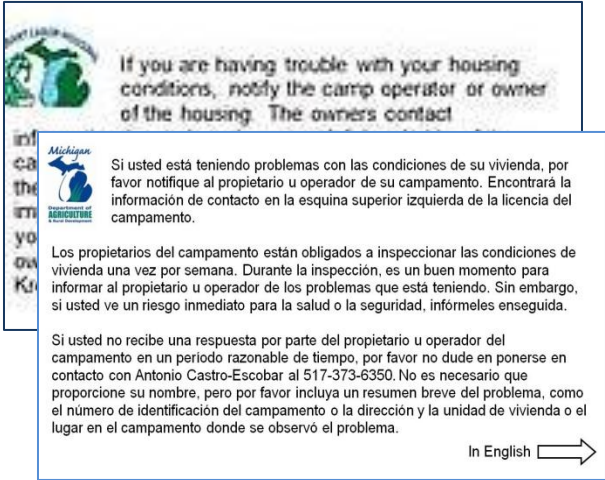 If you are having trouble with your housing
conditions, notify the camp operator or owner
of the housing. The owners contact
Michigan
Department of
AGRICULTURE
& Rural Development
Si usted está teniendo problemas con las condiciones de su vivienda, por
favor notifique al propietario u operador de su campamento. Encontrará la
información de contacto en la esquina superior izquierda de la licencia del
campamento.
Los propietarios del campamento están obligados a inspeccionar las condiciones de
vivienda una vez por semana. Durante la inspección, es un buen momento para
informar al propietario u operador de los problemas que está teniendo. Sin embargo,
si usted ve un riesgo inmediato para la salud o la seguridad, infórmeles enseguida.
Si usted no recibe una respuesta por parte del propietario u operador del
campamento en un periodo razonable de tiempo, por favor no dude en ponerse en
contacto con Antonio Castro-Escobar al 517-373-6350. No es necesario que
proporcione su nombre, pero por favor incluya un resumen breve del problema, como
el número de identificación del campamento o la dirección y la unidad de vivienda o el
lugar en el campamento donde se observó el problema.
In English